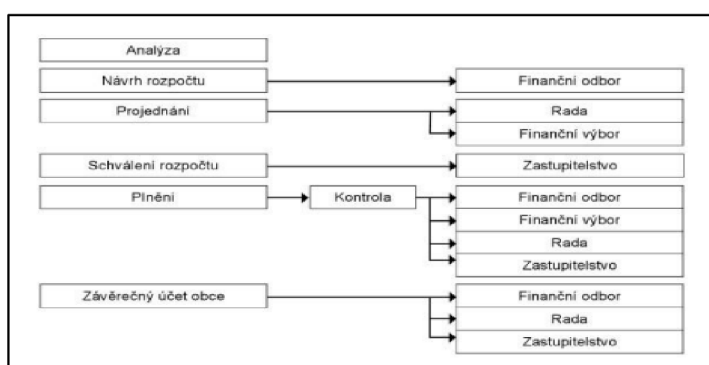 Analýza
Návrh rozpočtu
Finanční odbor
Projednání
Rada
Finanční výbor
Schválení rozpočtu
Zastupitelstvo
Plnění
Kontrola
Finanční odbor
Finanční výbor
Rada
Zastupitelstvo
Závěrečný účet obce
Finanční odbor
Rada
Zastupitelstvo